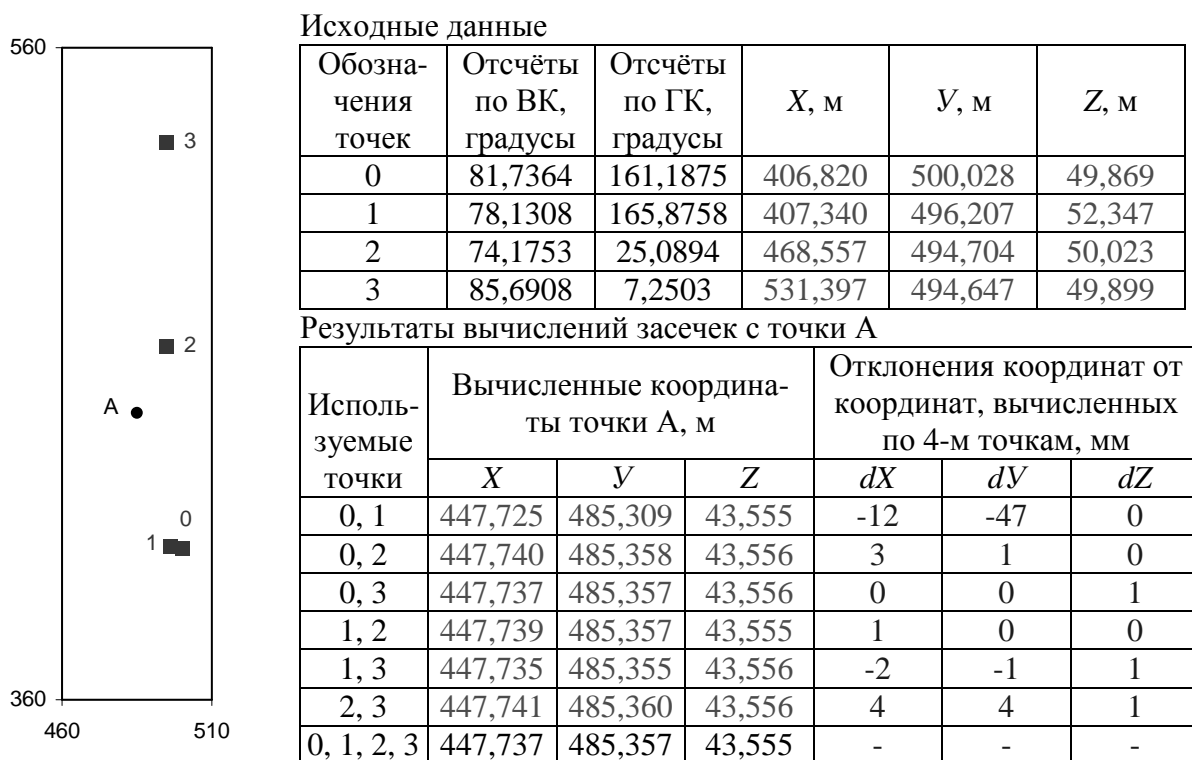 560
3
2
A
0
1
360
460 510
Исходные данные
Обозна-чения точек | Отсчёты по ВК, градусы | Отсчёты по ГК, градусы | X, м | У, м | Z, м
0 | 81,7364 | 161,1875 | 406,820 | 500,028 | 49,869
1 | 78,1308 | 165,8758 | 407,340 | 496,207 | 52,347
2 | 74,1753 | 25,0894 | 468,557 | 494,704 | 50,023
3 | 85,6908 | 7,2503 | 531,397 | 494,647 | 49,899
Результаты вычислений засечек с точки А
Исполь-зуемые точки | Вычисленные координа-ты точки А, м | Отклонения координат от координат, вычисленных по 4-м точкам, мм
X | У | Z | dX | dУ | dZ
0, 1 | 447,725 | 485,309 | 43,555 | -12 | -47 | 0
0, 2 | 447,740 | 485,358 | 43,556 | 3 | 1 | 0
0, 3 | 447,737 | 485,357 | 43,556 | 0 | 0 | 1
1, 2 | 447,739 | 485,357 | 43,555 | 1 | 0 | 0
1, 3 | 447,735 | 485,355 | 43,556 | -2 | -1 | 1
2, 3 | 447,741 | 485,360 | 43,556 | 4 | 4 | 1
0, 1, 2, 3 | 447,737 | 485,357 | 43,555 | - | - | -